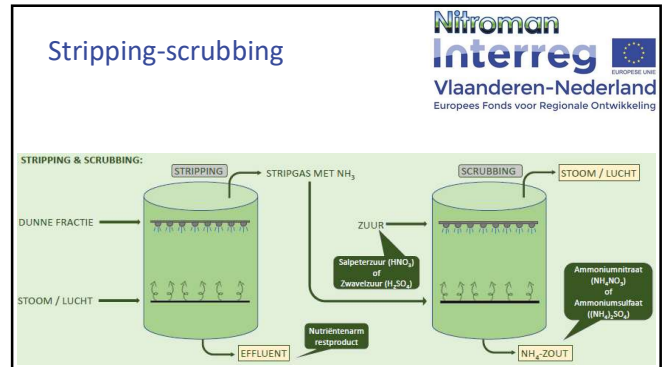 Stripping-scrubbing
Nitroman
Interreg
EUROPESE UNIE
Vlaanderen-Nederland
Europees Fonds voor Regionale Ontwikkeling
STRIPPING & SCRUBBING:
STRIPPING
STRIPGAS MET NH₃
SCRUBBING
STOOM / LUCHT
DUNNE FRACTIE
ZUUR
Salpeterzuur (HNO₃)
of
Zwavelzuur (H₂SO₄)
Ammoniumnitraat
(NH₄NO₃)
of
Ammoniumsulfaat
((NH₄)₂SO₄)
STOOM / LUCHT
Nutriëntenarm
restproduct
EFFLUENT
NH₄-ZOUT